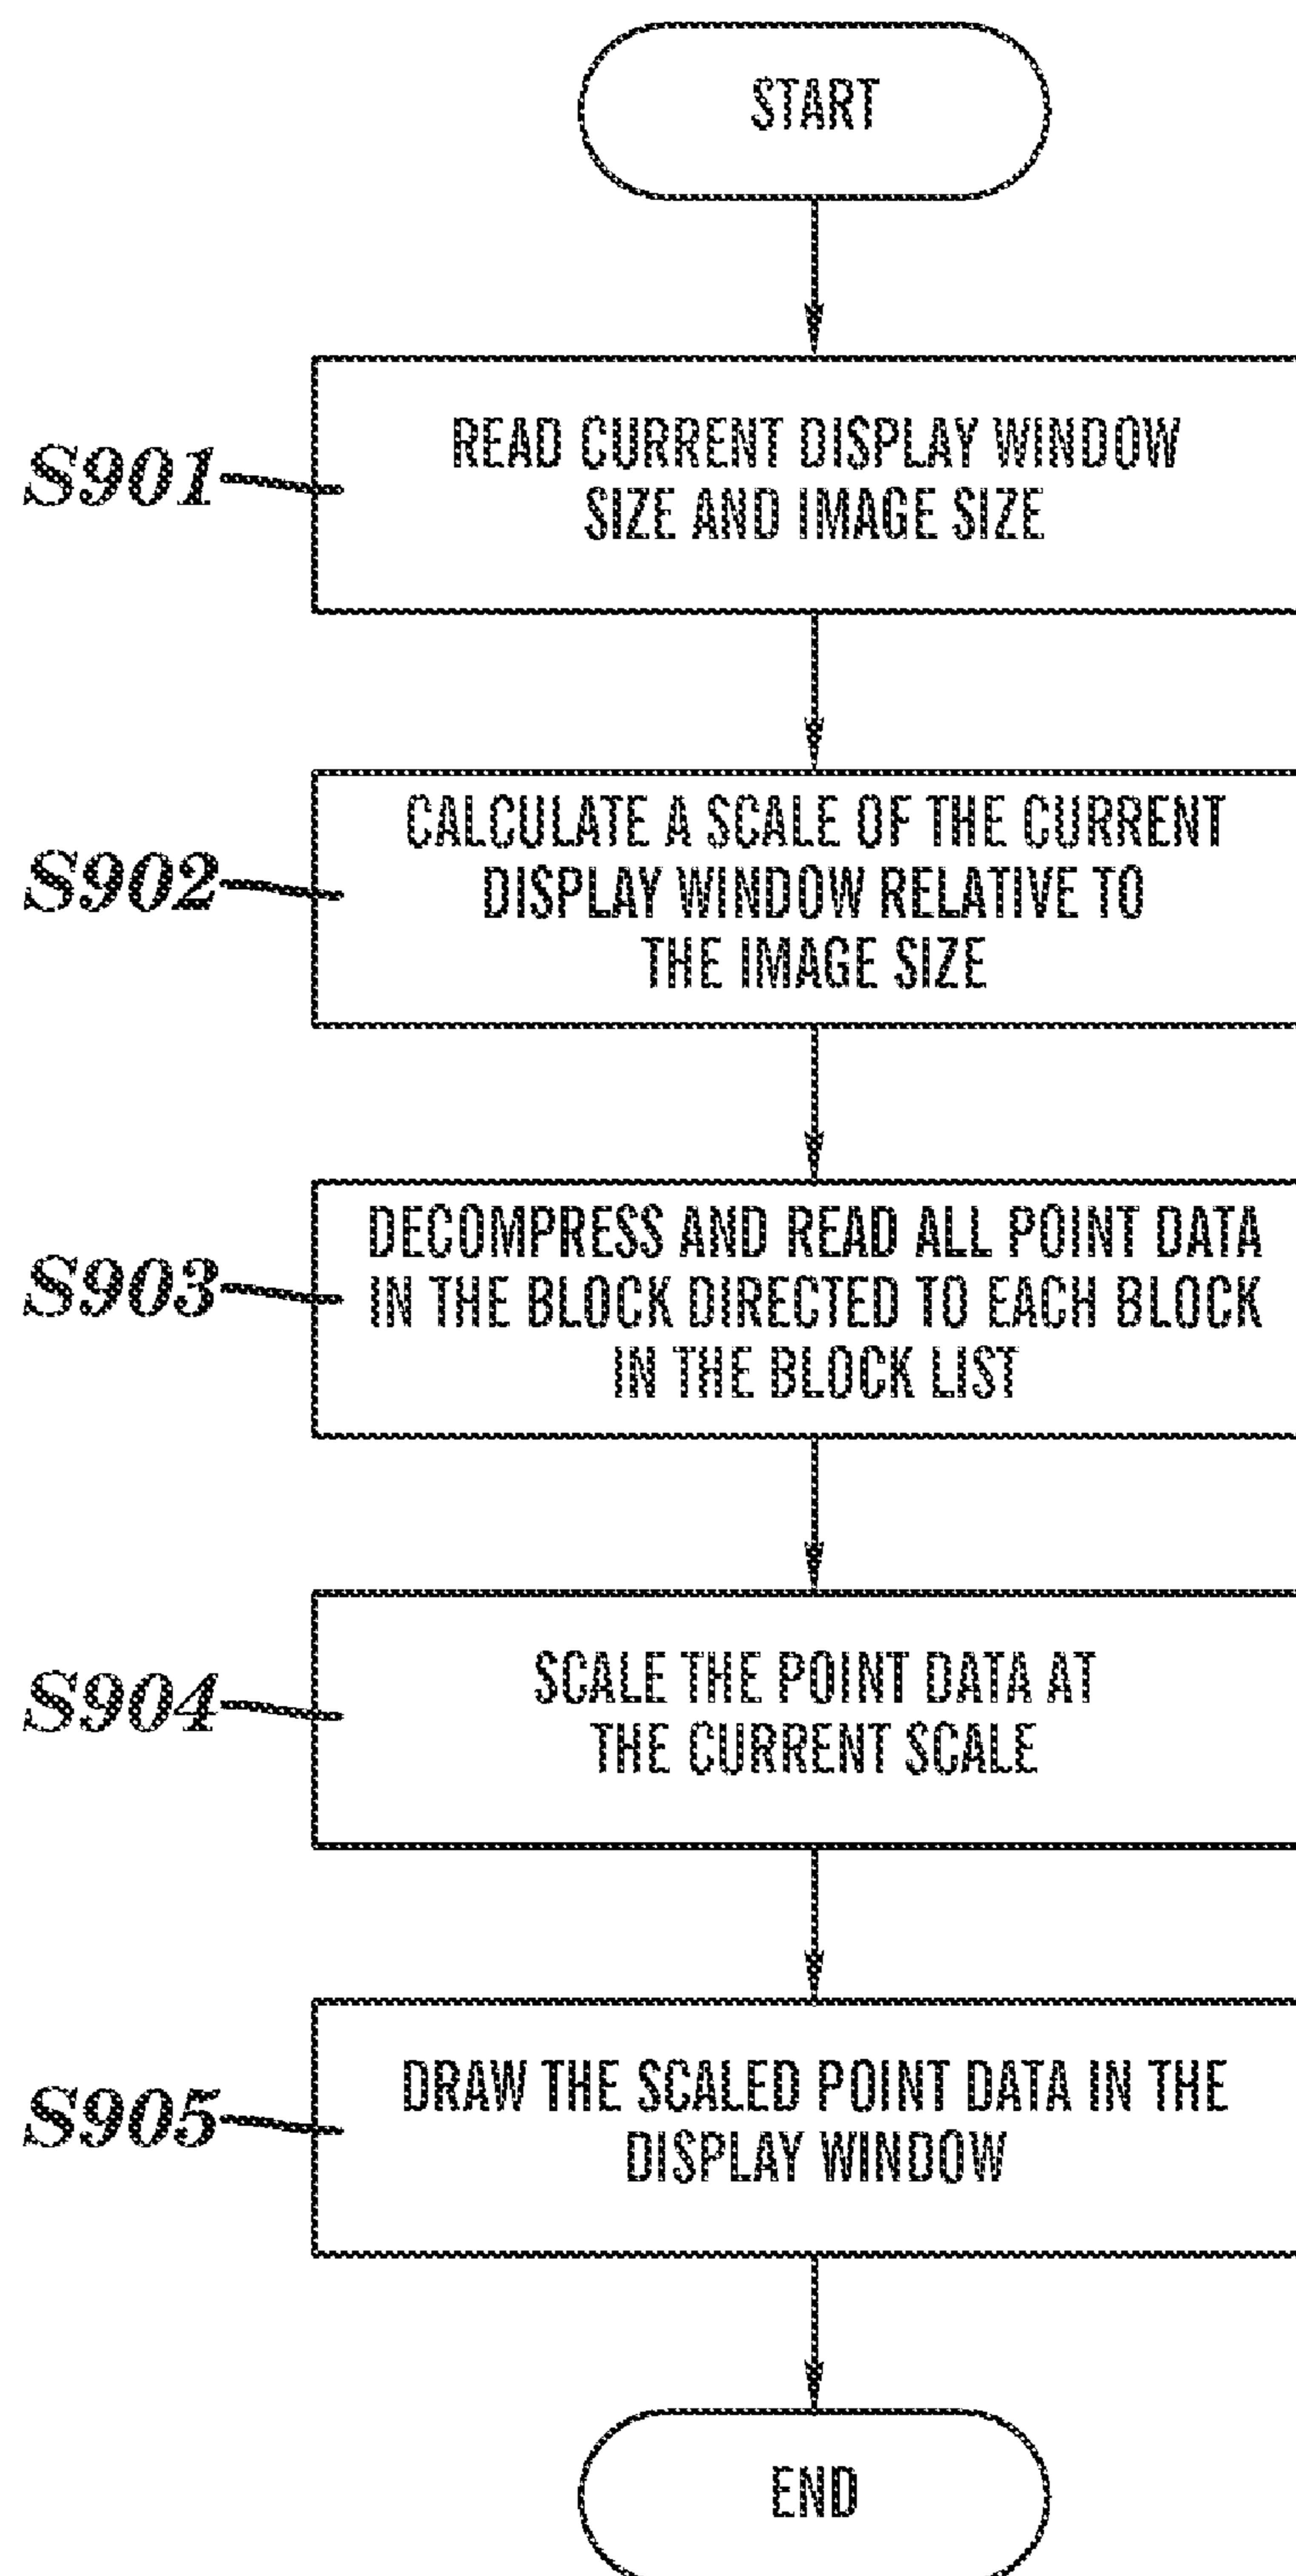 START
S901
READ CURRENT DISPLAY WINDOW
SIZE AND IMAGE SIZE
S902
CALCULATE A SCALE OF THE CURRENT
DISPLAY WINDOW RELATIVE TO
THE IMAGE SIZE
S903
DECOMPRESS AND READ ALL POINT DATA
IN THE BLOCK DIRECTED TO EACH BLOCK
IN THE BLOCK LIST
S904
SCALE THE POINT DATA AT
THE CURRENT SCALE
S905
DRAW THE SCALED POINT DATA IN THE
DISPLAY WINDOW
END